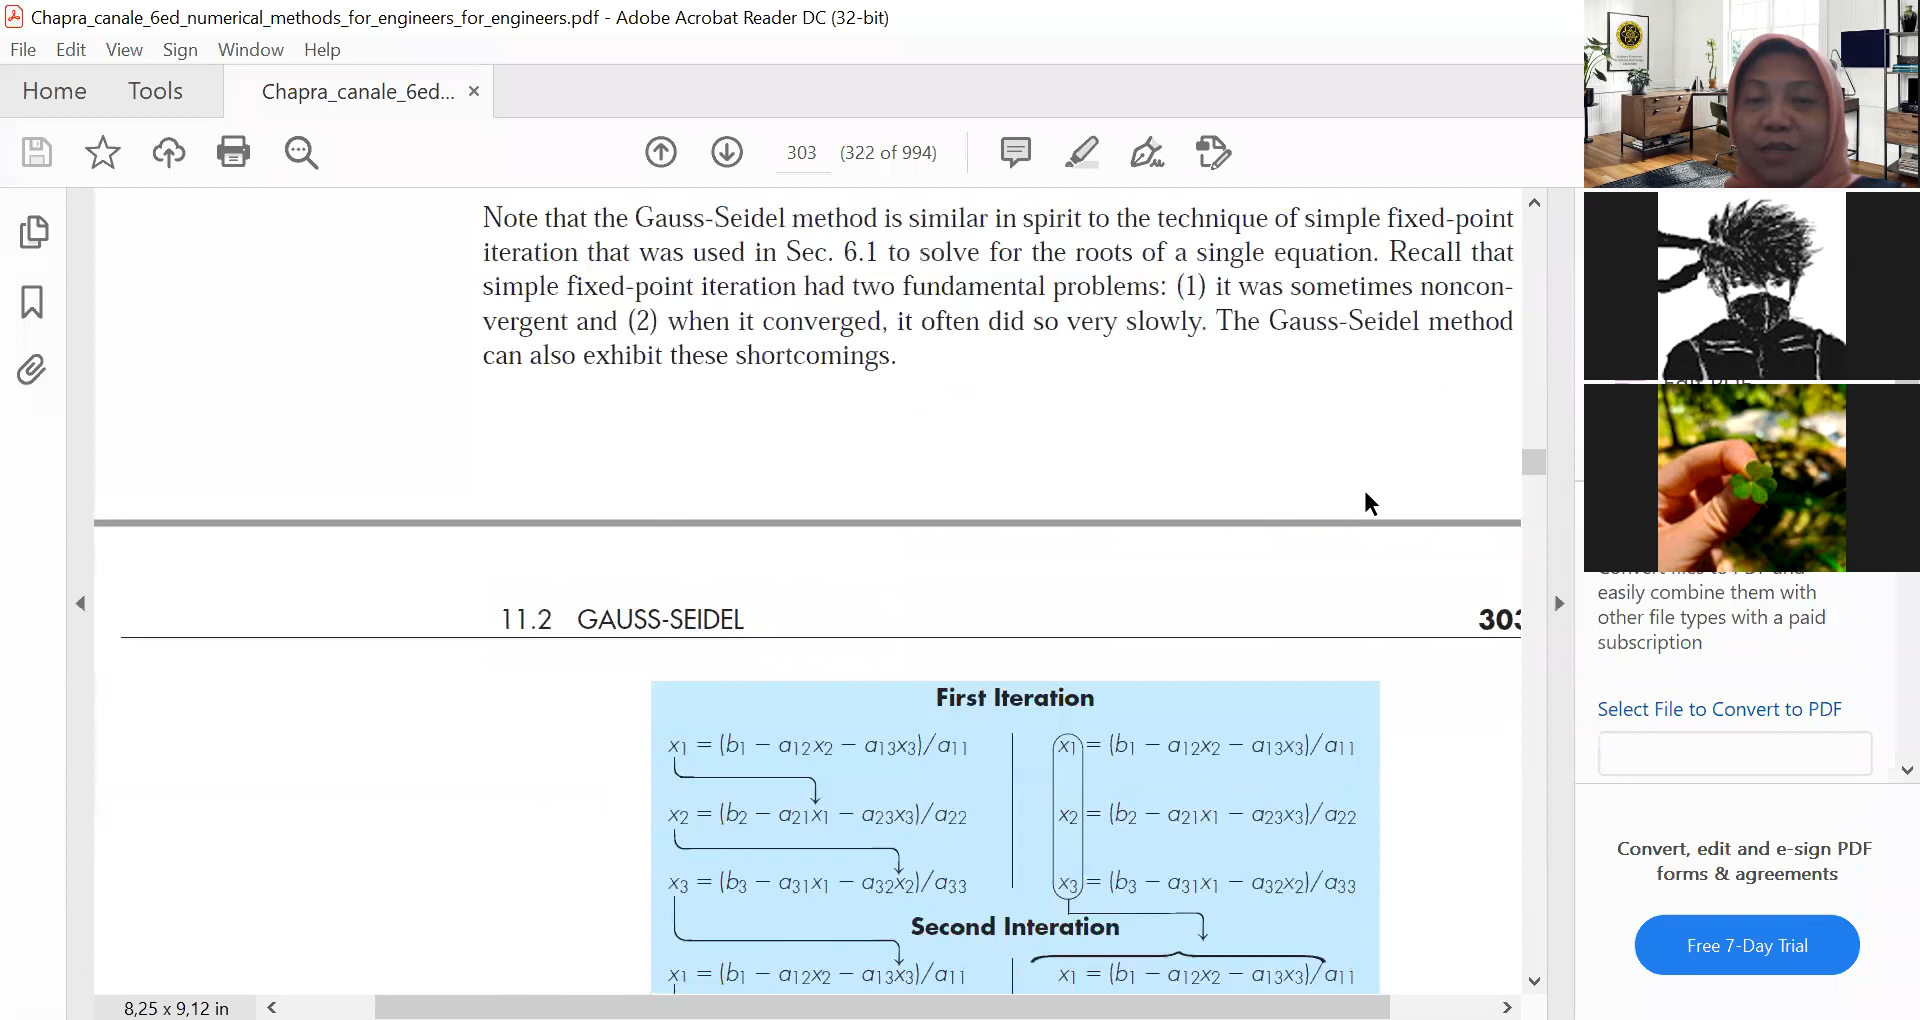 Chapra_canale_6ed_numerical_methods_for_engineers_for_engineers.pdf - Adobe Acrobat Reader DC (32-bit)
File Edit View Sign Window Help
Home Tools Chapra_canale_6ed... ×
303 (322 of 994)
Note that the Gauss-Seidel method is similar in spirit to the technique of simple fixed-point
iteration that was used in Sec. 6.1 to solve for the roots of a single equation. Recall that
simple fixed-point iteration had two fundamental problems: (1) it was sometimes noncon-
vergent and (2) when it converged, it often did so very slowly. The Gauss-Seidel method
can also exhibit these shortcomings.
11.2 GAUSS-SEIDEL 303
First Iteration
x₁ = (b₁ − a₁₂x₂ − a₁₃x₃)/a₁₁ x₁ = (b₁ − a₁₂x₂ − a₁₃x₃)/a₁₁
x₂ = (b₂ − a₂₁x₁ − a₂₃x₃)/a₂₂ x₂ = (b₂ − a₂₁x₁ − a₂₃x₃)/a₂₂
x₃ = (b₃ − a₃₁x₁ − a₃₂x₂)/a₃₃ x₃ = (b₃ − a₃₁x₁ − a₃₂x₂)/a₃₃
Second Interation
x₁ = (b₁ − a₁₂x₂ − a₁₃x₃)/a₁₁ x₁ = (b₁ − a₁₂x₂ − a₁₃x₃)/a₁₁
8,25 x 9,12 in
Edit PDF
Convert files to PDF and
easily combine them with
other file types with a paid
subscription
Select File to Convert to PDF
Convert, edit and e-sign PDF
forms & agreements
Free 7-Day Trial